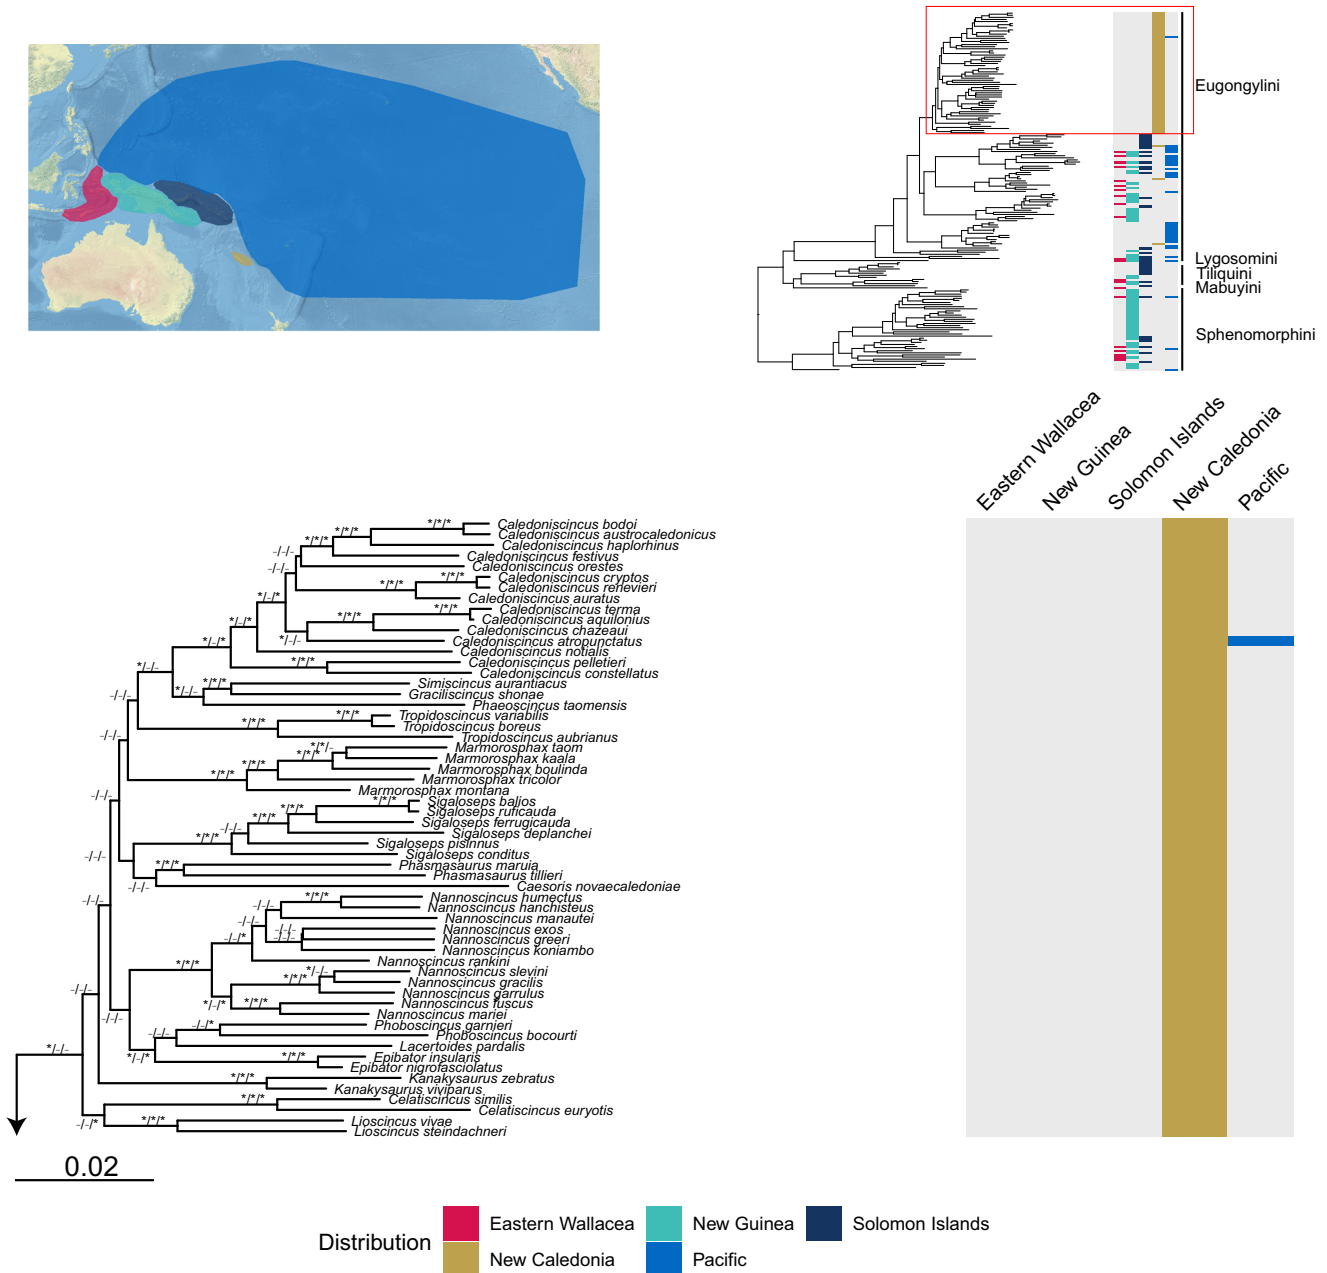 Eugongylini
Lygosomini
Tiliquini
Mabuyini
Sphenomorphini
Eastern Wallacea
New Guinea
Solomon Islands
New Caledonia
Pacific
Caledoniscincus bodoi
Caledoniscincus austrocaledonicus
Caledoniscincus haplorhinus
Caledoniscincus festivus
Caledoniscincus orestes
Caledoniscincus cryptos
Caledoniscincus renevieri
Caledoniscincus auratus
Caledoniscincus terma
Caledoniscincus aquilonius
Caledoniscincus chazeaui
Caledoniscincus atropunctatus
Caledoniscincus notialis
Caledoniscincus pelletieri
Caledoniscincus constellatus
Simiscincus aurantiacus
Graciliscincus shonae
Phaeoscincus taomensis
Tropidoscincus variabilis
Tropidoscincus boreus
Tropidoscincus aubrianus
Marmorosphax taom
Marmorosphax kaala
Marmorosphax boulinda
Marmorosphax tricolor
Marmorosphax montana
Sigaloseps balios
Sigaloseps ruficauda
Sigaloseps ferrugicauda
Sigaloseps deplanchei
Sigaloseps pisinnus
Sigaloseps conditus
Phasmasaurus maruia
Phasmasaurus tillieri
Caesoris novaecaledoniae
Nannoscincus humectus
Nannoscincus hanchisteus
Nannoscincus manautei
Nannoscincus exos
Nannoscincus greeri
Nannoscincus koniambo
Nannoscincus rankini
Nannoscincus slevini
Nannoscincus gracilis
Nannoscincus garrulus
Nannoscincus fuscus
Nannoscincus mariei
Phoboscincus garnieri
Phoboscincus bocourti
Lacertoides pardalis
Epibator insularis
Epibator nigrofasciolatus
Kanakysaurus zebratus
Kanakysaurus viviparus
Celatiscincus similis
Celatiscincus euryotis
Lioscincus vivae
Lioscincus steindachneri
0.02
Distribution
Eastern Wallacea
New Guinea
Solomon Islands
New Caledonia
Pacific